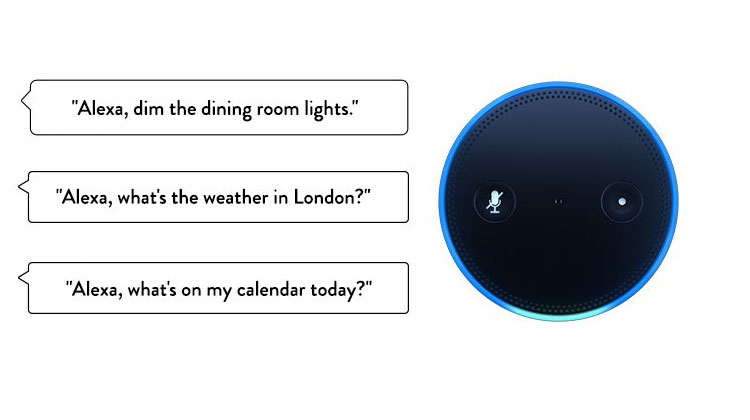 "Alexa, dim the dining room lights."
"Alexa, what's the weather in London?"
"Alexa, what's on my calendar today?"